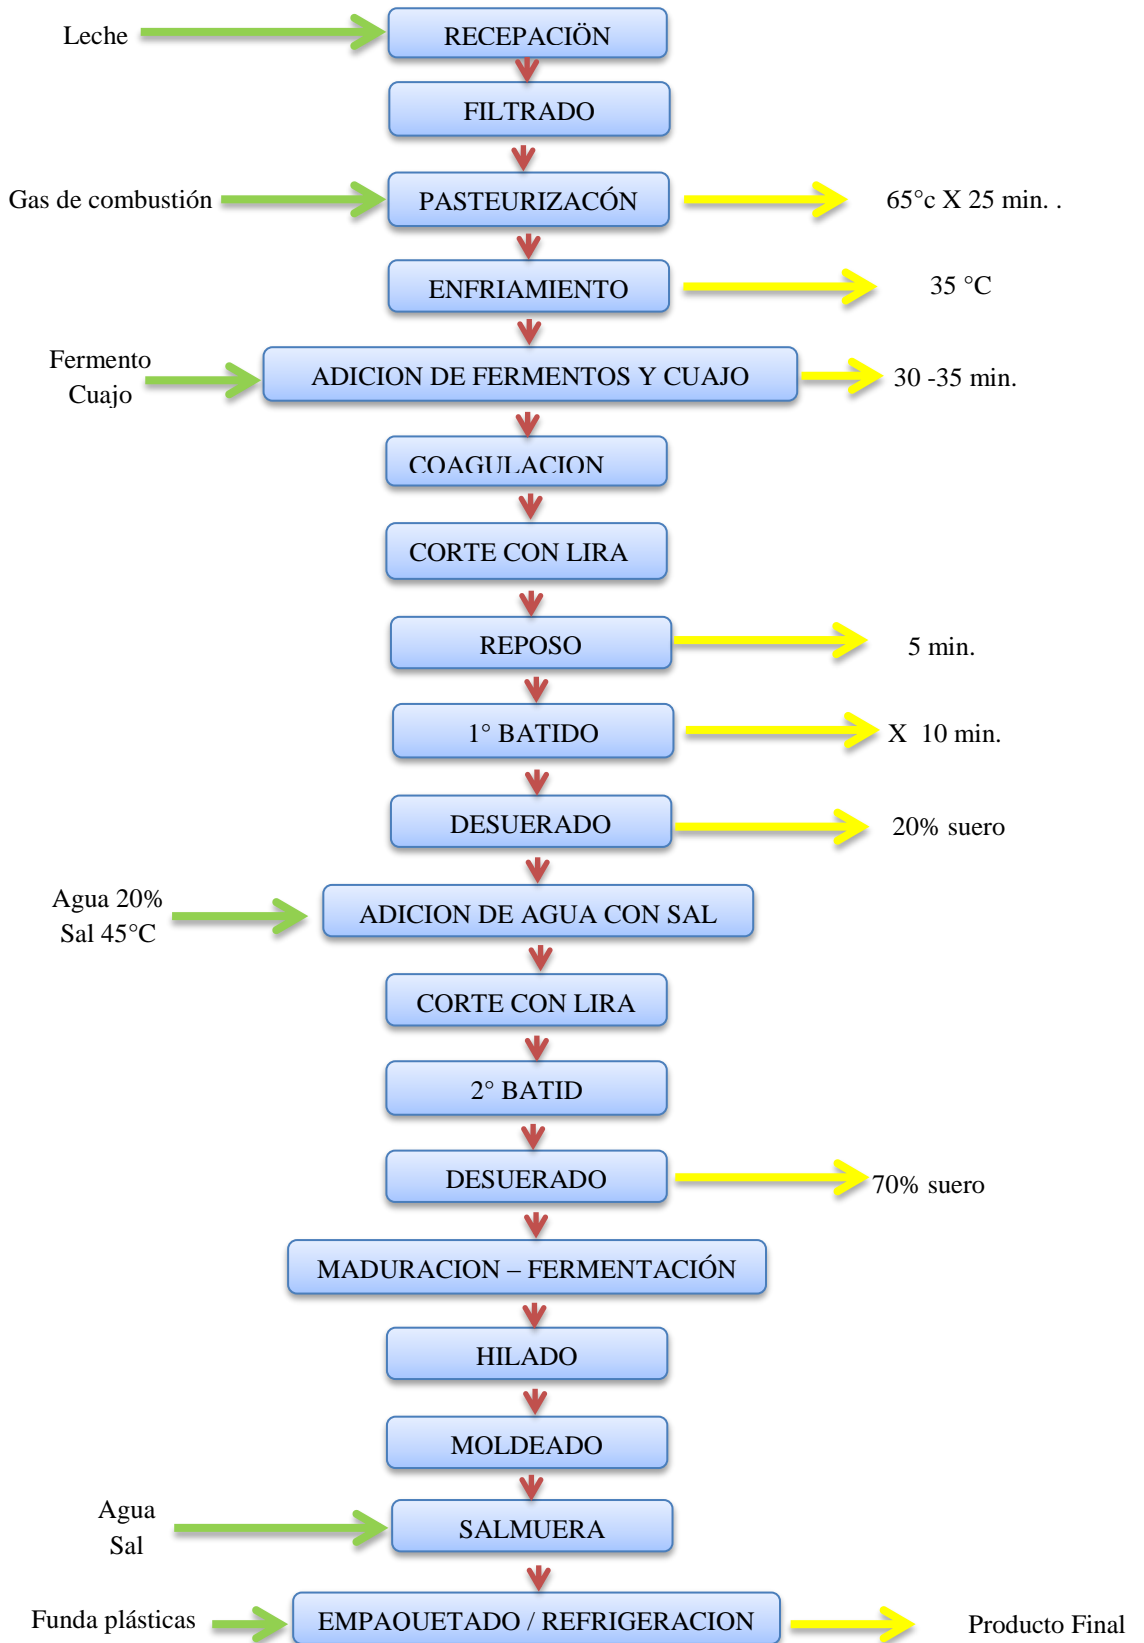 Leche
RECEPACIÖN
FILTRADO
Gas de combustión
PASTEURIZACÓN
65°c X 25 min. .
ENFRIAMIENTO
35 °C
Fermento
Cuajo
ADICION DE FERMENTOS Y CUAJO
30 -35 min.
COAGULACION
CORTE CON LIRA
REPOSO
5 min.
1° BATIDO
X 10 min.
DESUERADO
20% suero
Agua 20%
Sal 45°C
ADICION DE AGUA CON SAL
CORTE CON LIRA
2° BATID
DESUERADO
70% suero
MADURACION – FERMENTACIÓN
HILADO
MOLDEADO
Agua
Sal
SALMUERA
Funda plásticas
EMPAQUETADO / REFRIGERACION
Producto Final